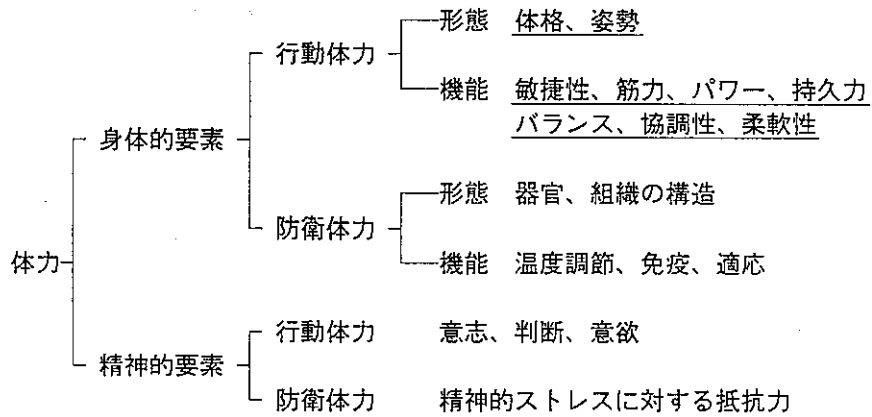 形態 体格、姿勢
行動体力
機能 敏捷性、筋力、パワー、持久力
バランス、協調性、柔軟性
身体的要素
形態 器官、組織の構造
防衛体力
機能 温度調節、免疫、適応
体力
行動体力 意志、判断、意欲
精神的要素
防衛体力 精神的ストレスに対する抵抗力